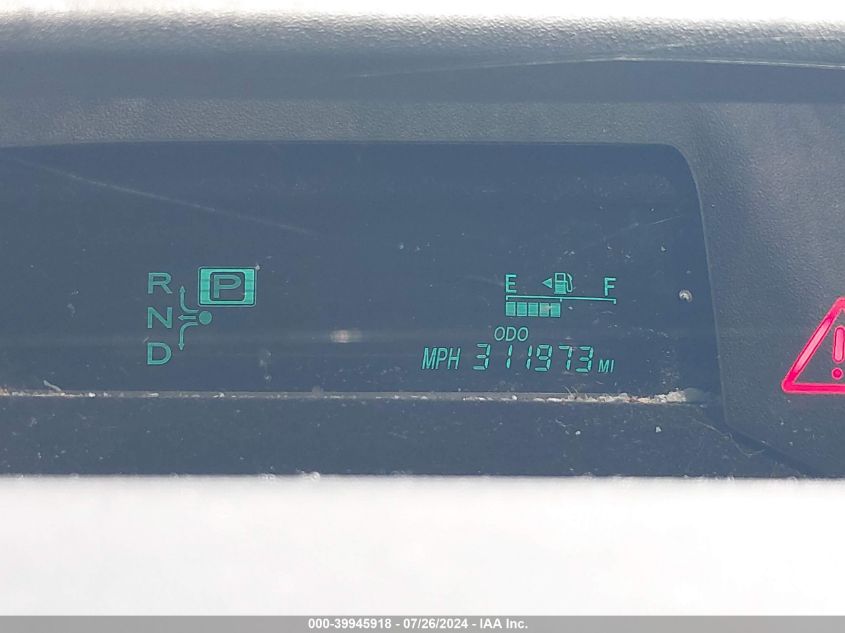 R P
N
D
E F
ODO
MPH 311973 MI
000-39945918 - 07/26/2024 - IAA Inc.